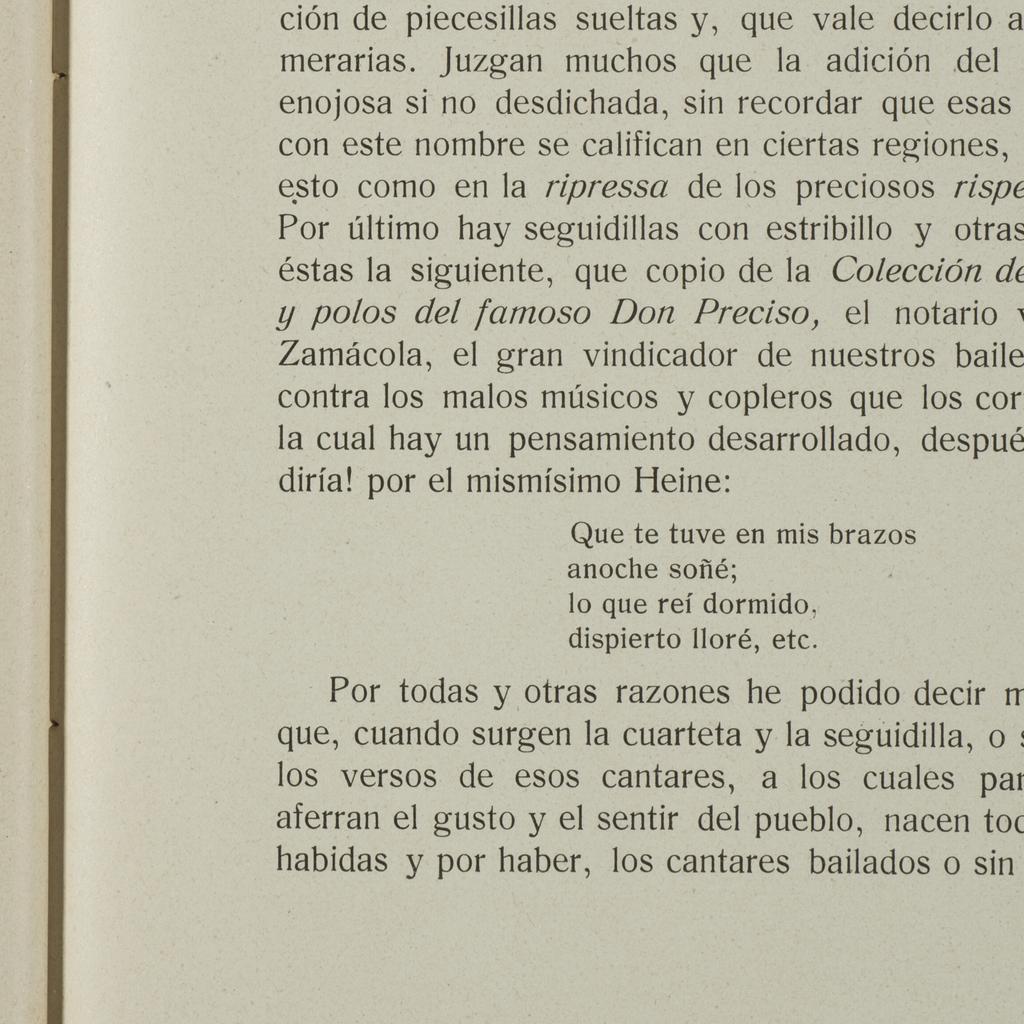 ción de piecesillas sueltas y, que vale decirlo
merarias. Juzgan muchos que la adición del
enojosa si no desdichada, sin recordar que esas
con este nombre se califican en ciertas regiones,
esto como en la ripressa de los preciosos
Por último hay seguidillas con estribillo y otras
éstas la siguiente, que copio de la Colección de
y polos del famoso Don Preciso, el notario
Zamácola, el gran vindicador de nuestros baile
contra los malos músicos y copleros que los cor
la cual hay un pensamiento desarrollado, despué
diría! por el mismísimo Heine:
Que te tuve en mis brazos
anoche soñé;
lo que reí dormido,
dispierto lloré, etc.
Por todas y otras razones he podido decir
que, cuando surgen la cuarteta y la seguidilla, o
los versos de esos cantares, a los cuales par
aferran el gusto y el sentir del pueblo, nacen tod
habidas y por haber, los cantares bailados o sin